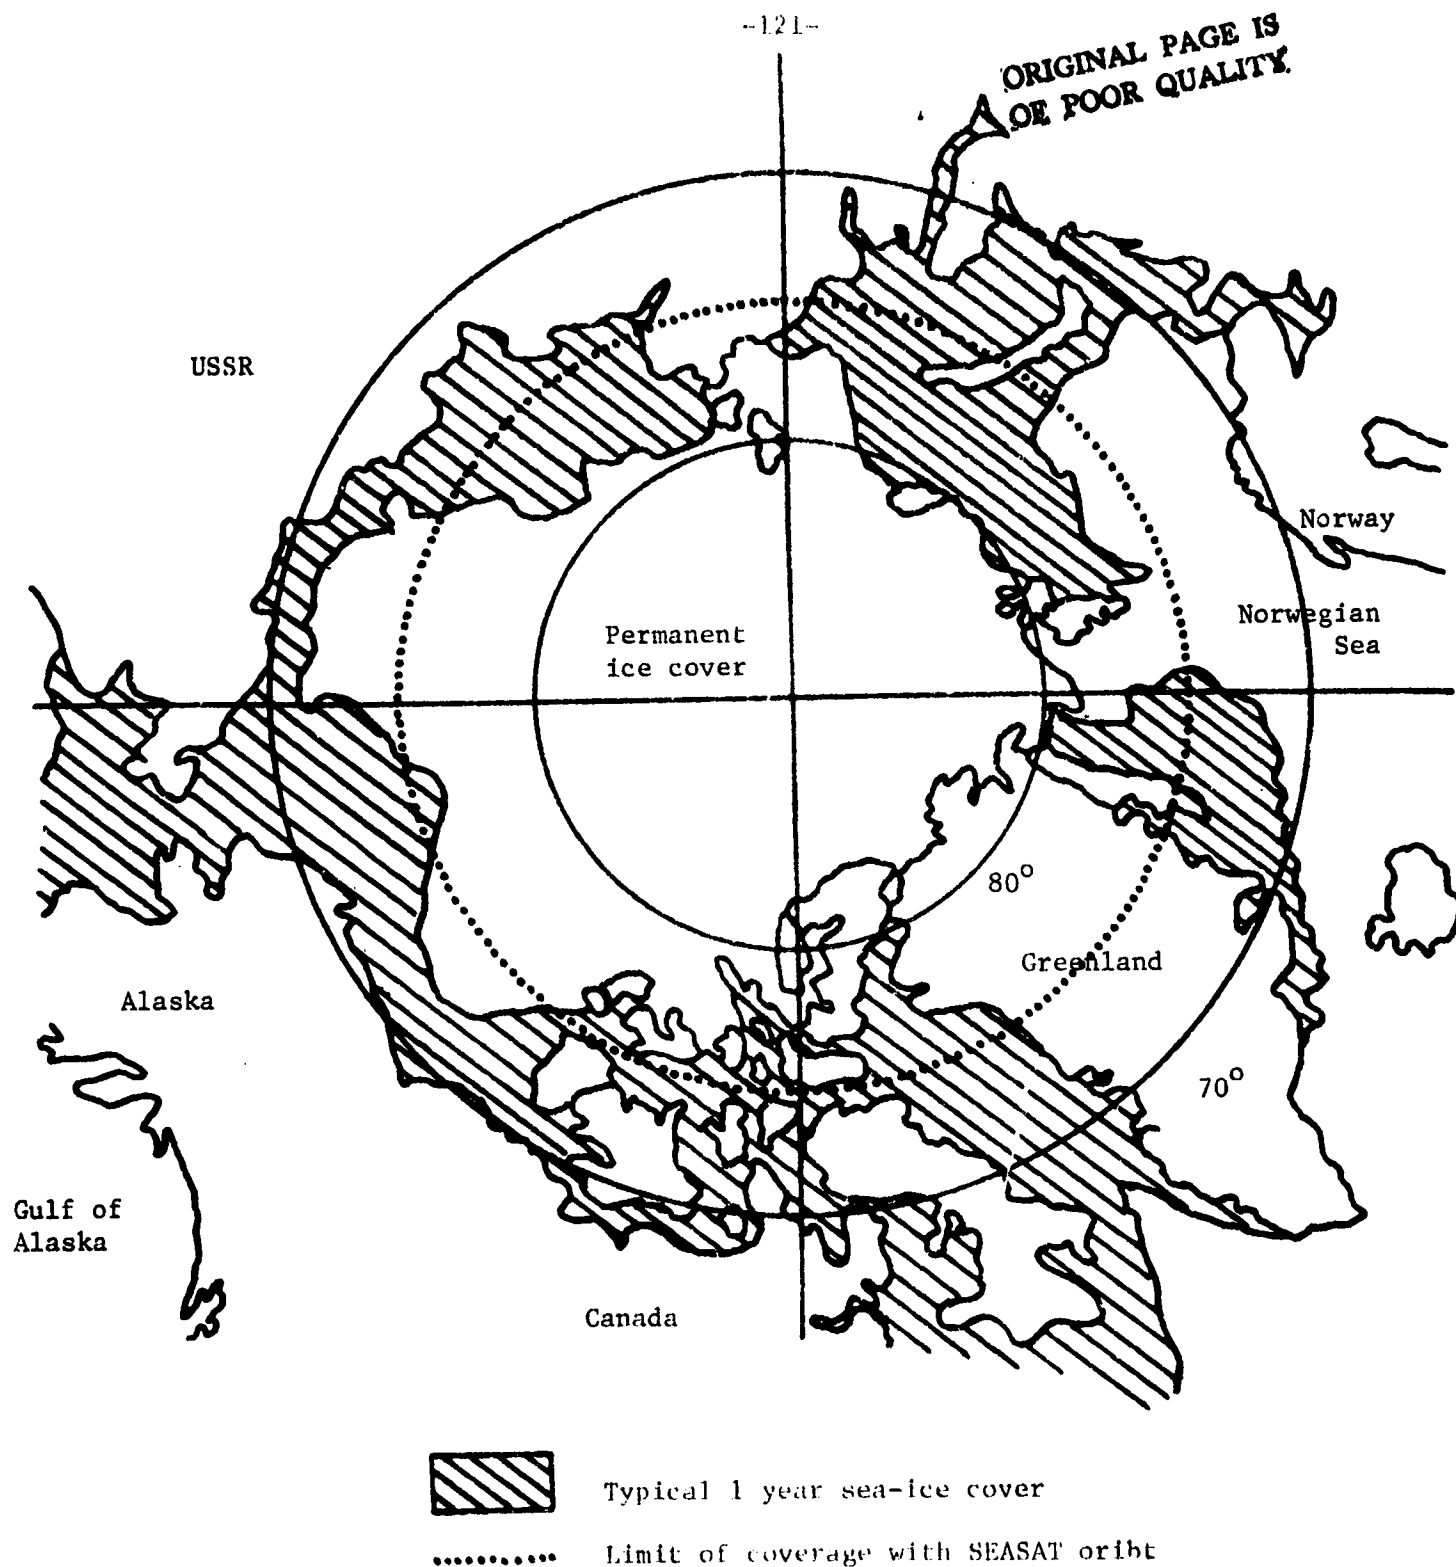 -121-
ORIGINAL PAGE IS
OE POOR QUALITY
USSR
Norway
Norwegian
Sea
Permanent
ice cover
80°
Greenland
Alaska
70°
Gulf of
Alaska
Canada
Typical 1 year sea-ice cover
Limit of coverage with SEASAT oribt